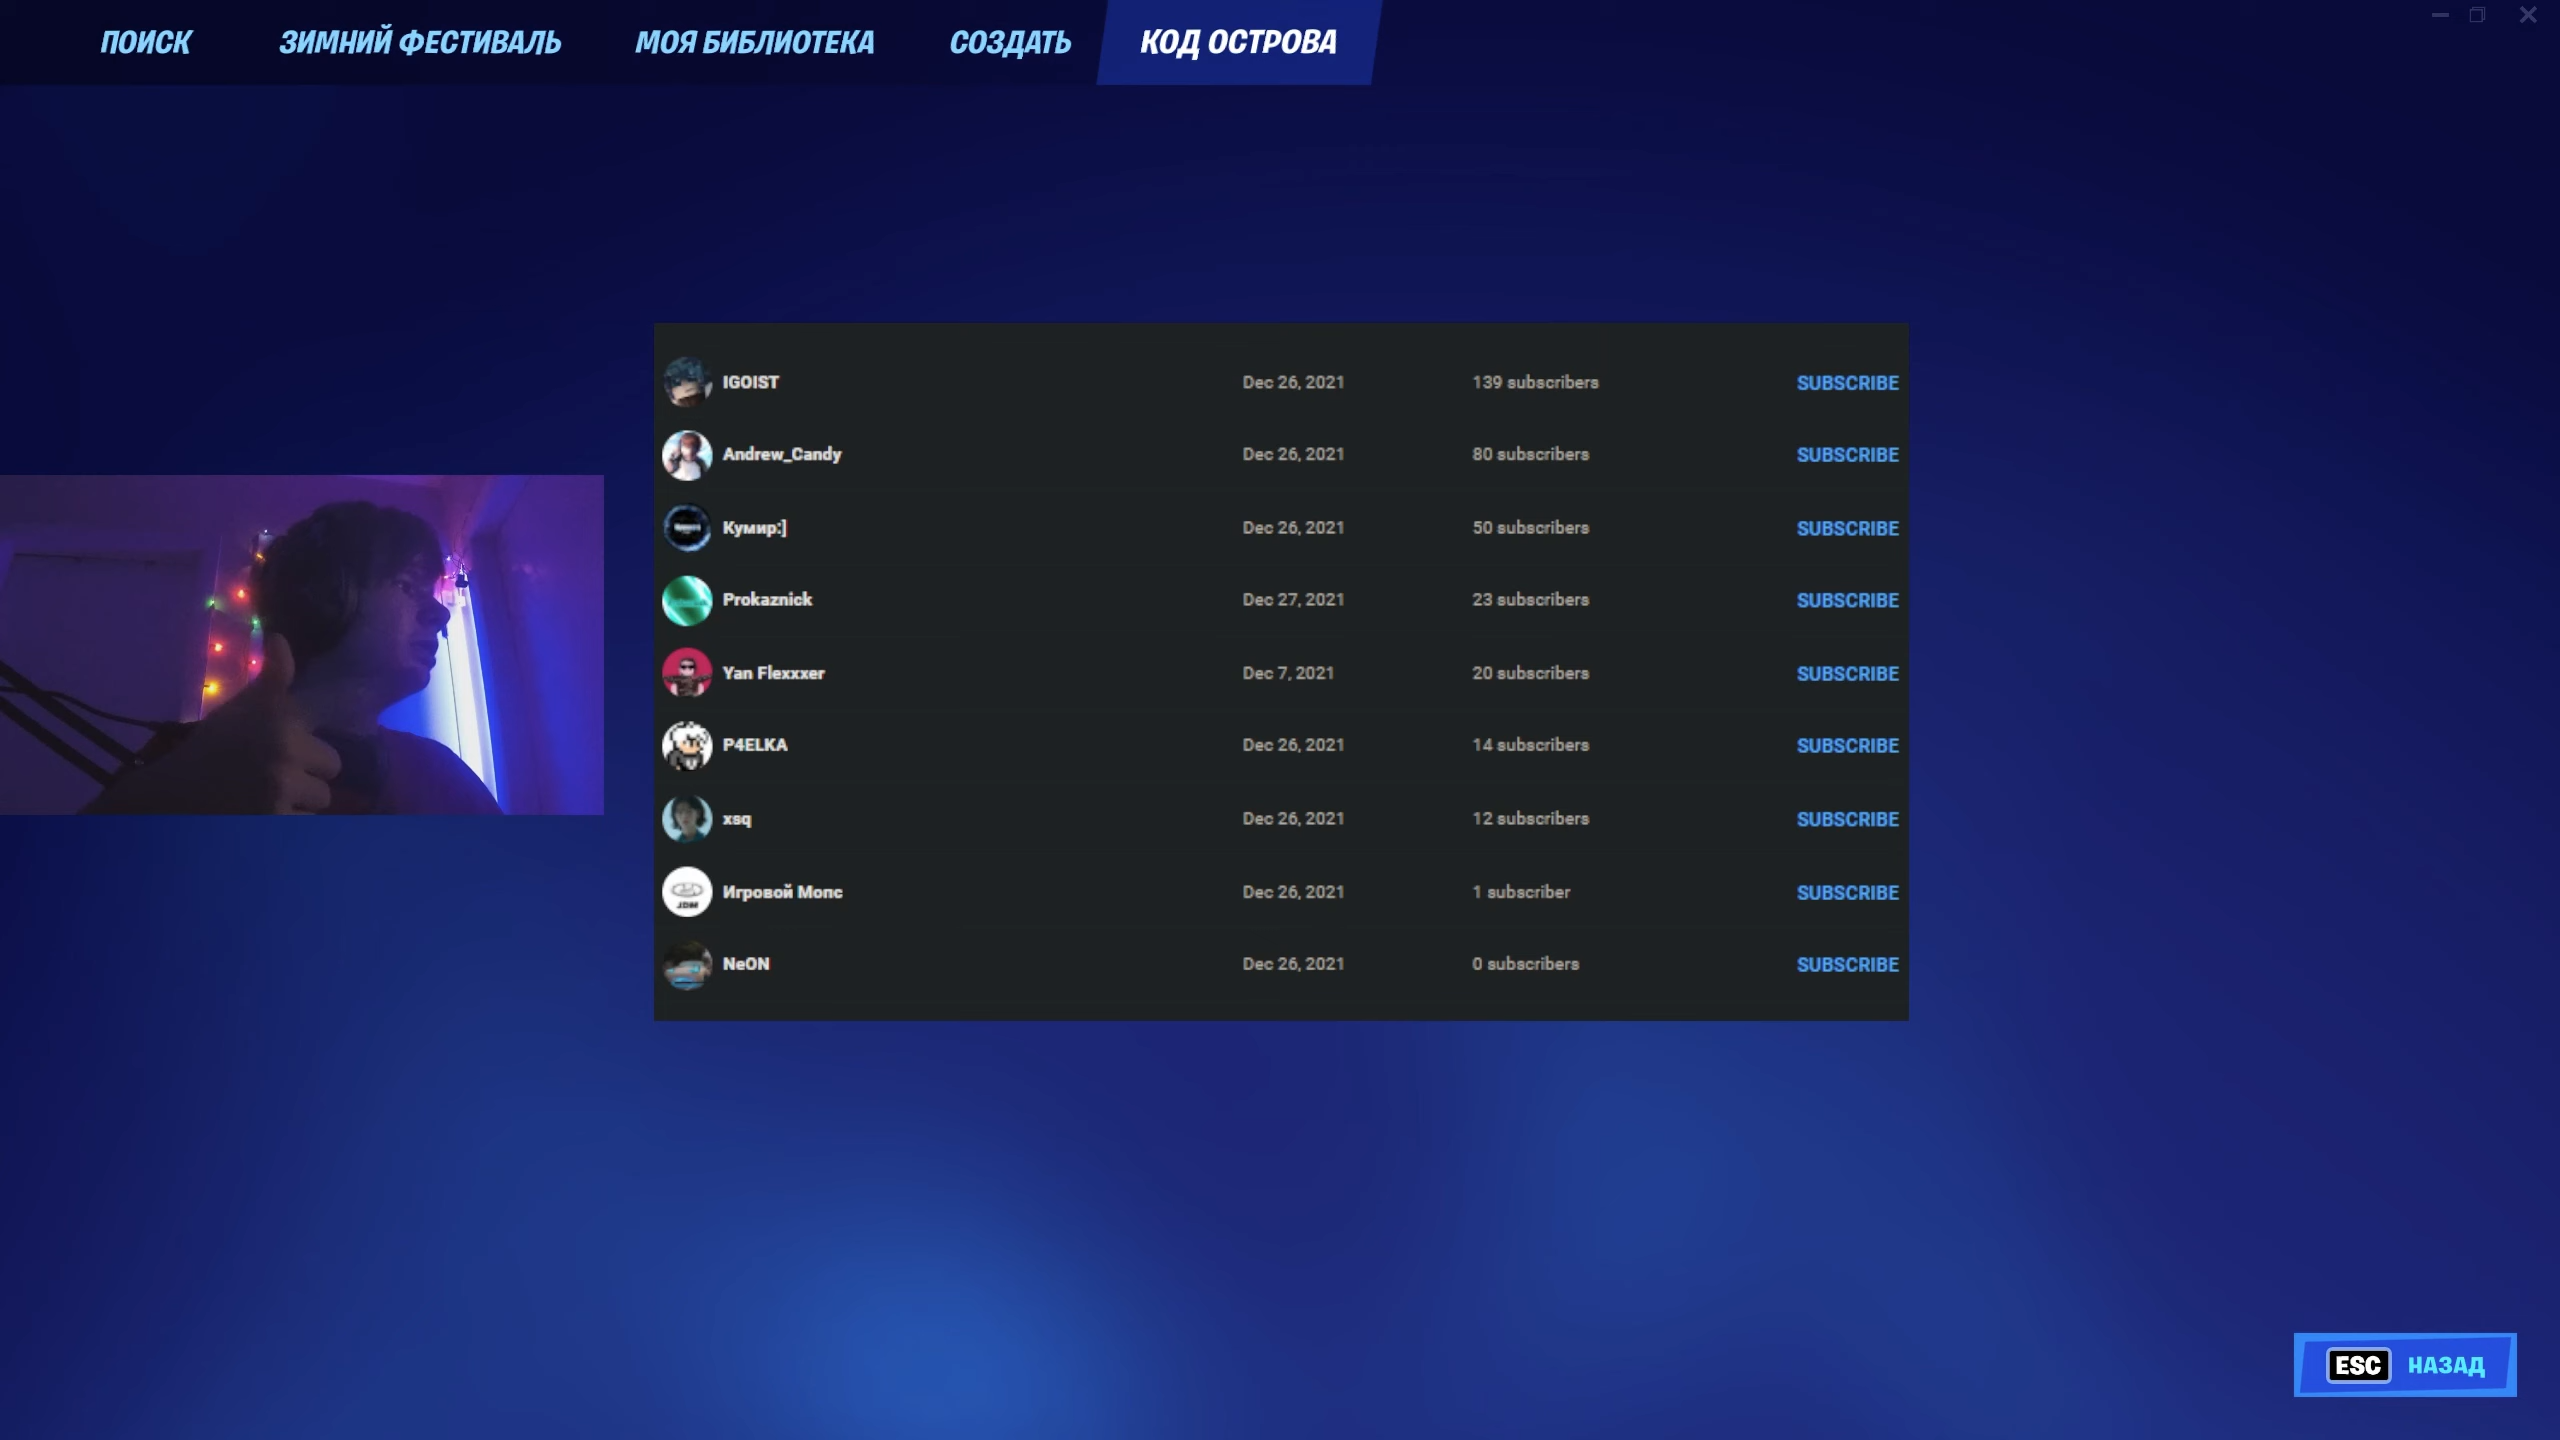 ПОИСК ЗИМНИЙ ФЕСТИВАЛЬ МОЯ БИБЛИОТЕКА СОЗДАТЬ КОД ОСТРОВА
IGOIST Dec 26, 2021 139 subscribers SUBSCRIBE
Andrew_Candy Dec 26, 2021 80 subscribers SUBSCRIBE
Кумир:] Dec 26, 2021 50 subscribers SUBSCRIBE
Prokaznick Dec 27, 2021 23 subscribers SUBSCRIBE
Yan Flexxxer Dec 7, 2021 20 subscribers SUBSCRIBE
P4ELKA Dec 26, 2021 14 subscribers SUBSCRIBE
xsq Dec 26, 2021 12 subscribers SUBSCRIBE
JDM
Игровой Мопс Dec 26, 2021 1 subscriber SUBSCRIBE
NeON Dec 26, 2021 0 subscribers SUBSCRIBE
ESC НАЗАД